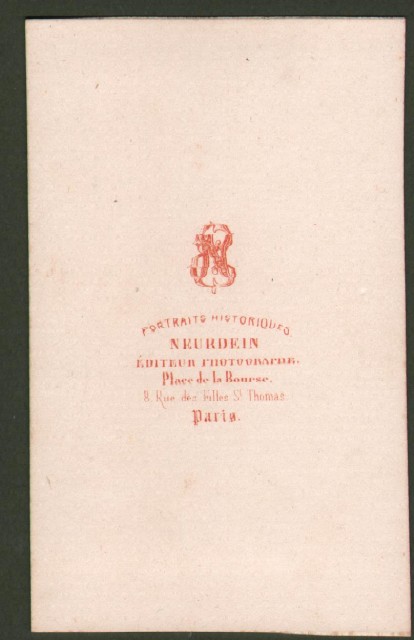 PORTRAITS HISTORIQUES.
NEURDEIN
ÉDITEUR PHOTOGRAPHE.
Place de la Bourse.
8. Rue des Filles St Thomas.
Paris.